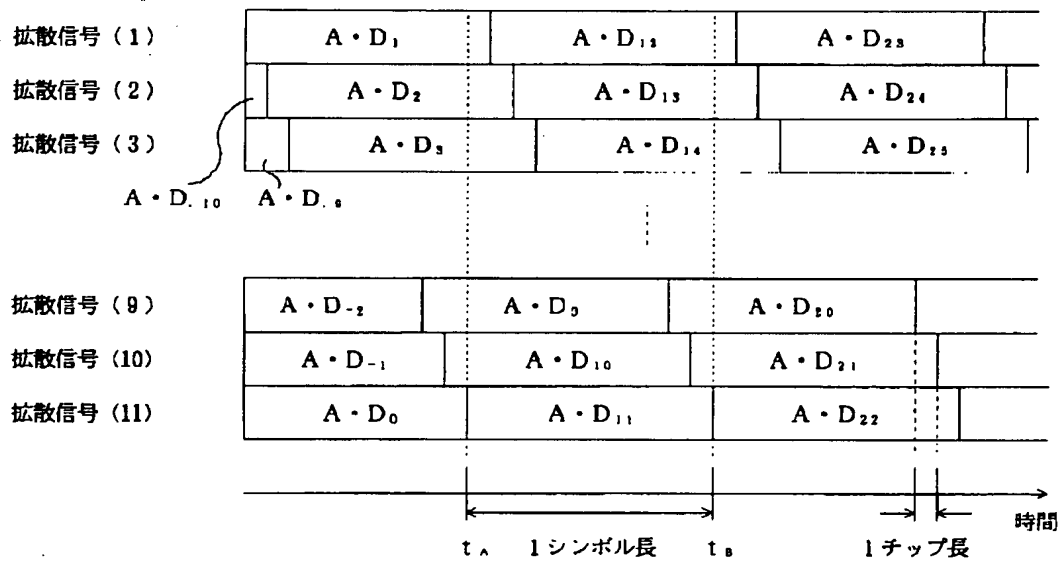 拡散信号 (1) A・D₁ A・D₁₂ A・D₂₃
拡散信号 (2) A・D₂ A・D₁₃ A・D₂₄
拡散信号 (3) A・D₃ A・D₁₄ A・D₂₅
A・D₋₁₀ A・D₋₉
拡散信号 (9) A・D₋₂ A・D₉ A・D₂₀
拡散信号 (10) A・D₋₁ A・D₁₀ A・D₂₁
拡散信号 (11) A・D₀ A・D₁₁ A・D₂₂
時間
t_A 1シンボル長 t_B 1チップ長